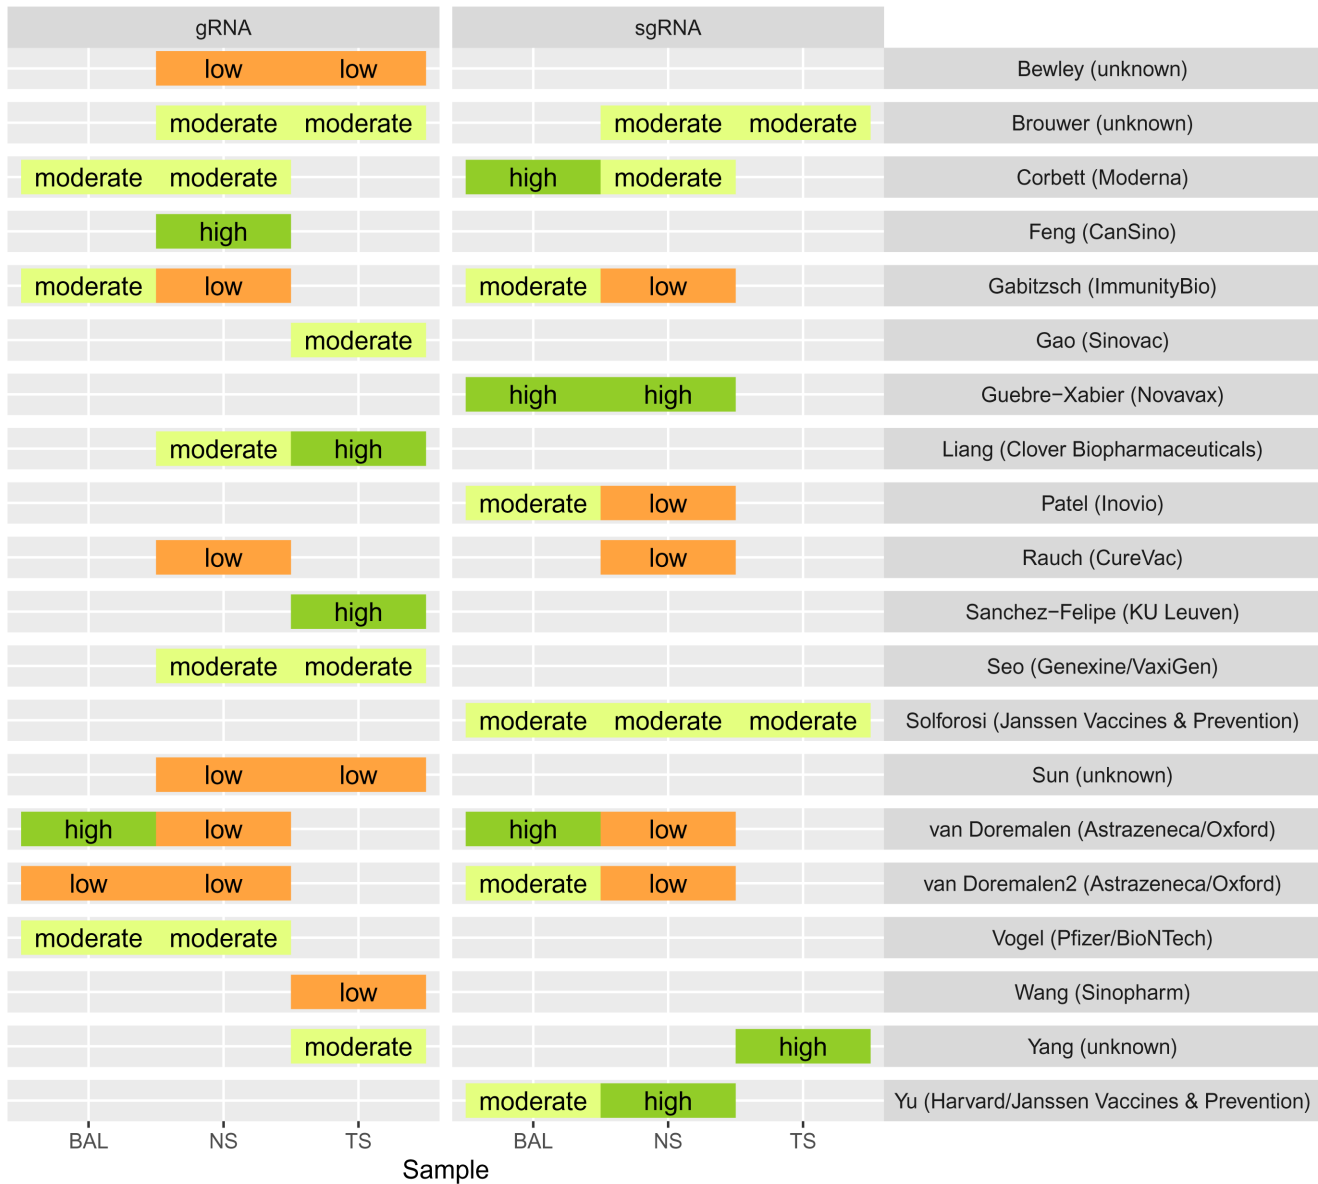 gRNA sgRNA
low low Bewley (unknown)
moderate moderate moderate moderate Brouwer (unknown)
moderate moderate high moderate Corbett (Moderna)
high Feng (CanSino)
moderate low moderate low Gabitzsch (ImmunityBio)
moderate Gao (Sinovac)
high high Guebre−Xabier (Novavax)
moderate high Liang (Clover Biopharmaceuticals)
moderate low Patel (Inovio)
low low Rauch (CureVac)
high Sanchez−Felipe (KU Leuven)
moderate moderate Seo (Genexine/VaxiGen)
moderate moderate moderate Solforosi (Janssen Vaccines & Prevention)
low low Sun (unknown)
high low high low van Doremalen (Astrazeneca/Oxford)
low low moderate low van Doremalen2 (Astrazeneca/Oxford)
moderate moderate Vogel (Pfizer/BioNTech)
low Wang (Sinopharm)
moderate high Yang (unknown)
moderate high Yu (Harvard/Janssen Vaccines & Prevention)
BAL NS TS BAL NS TS
Sample